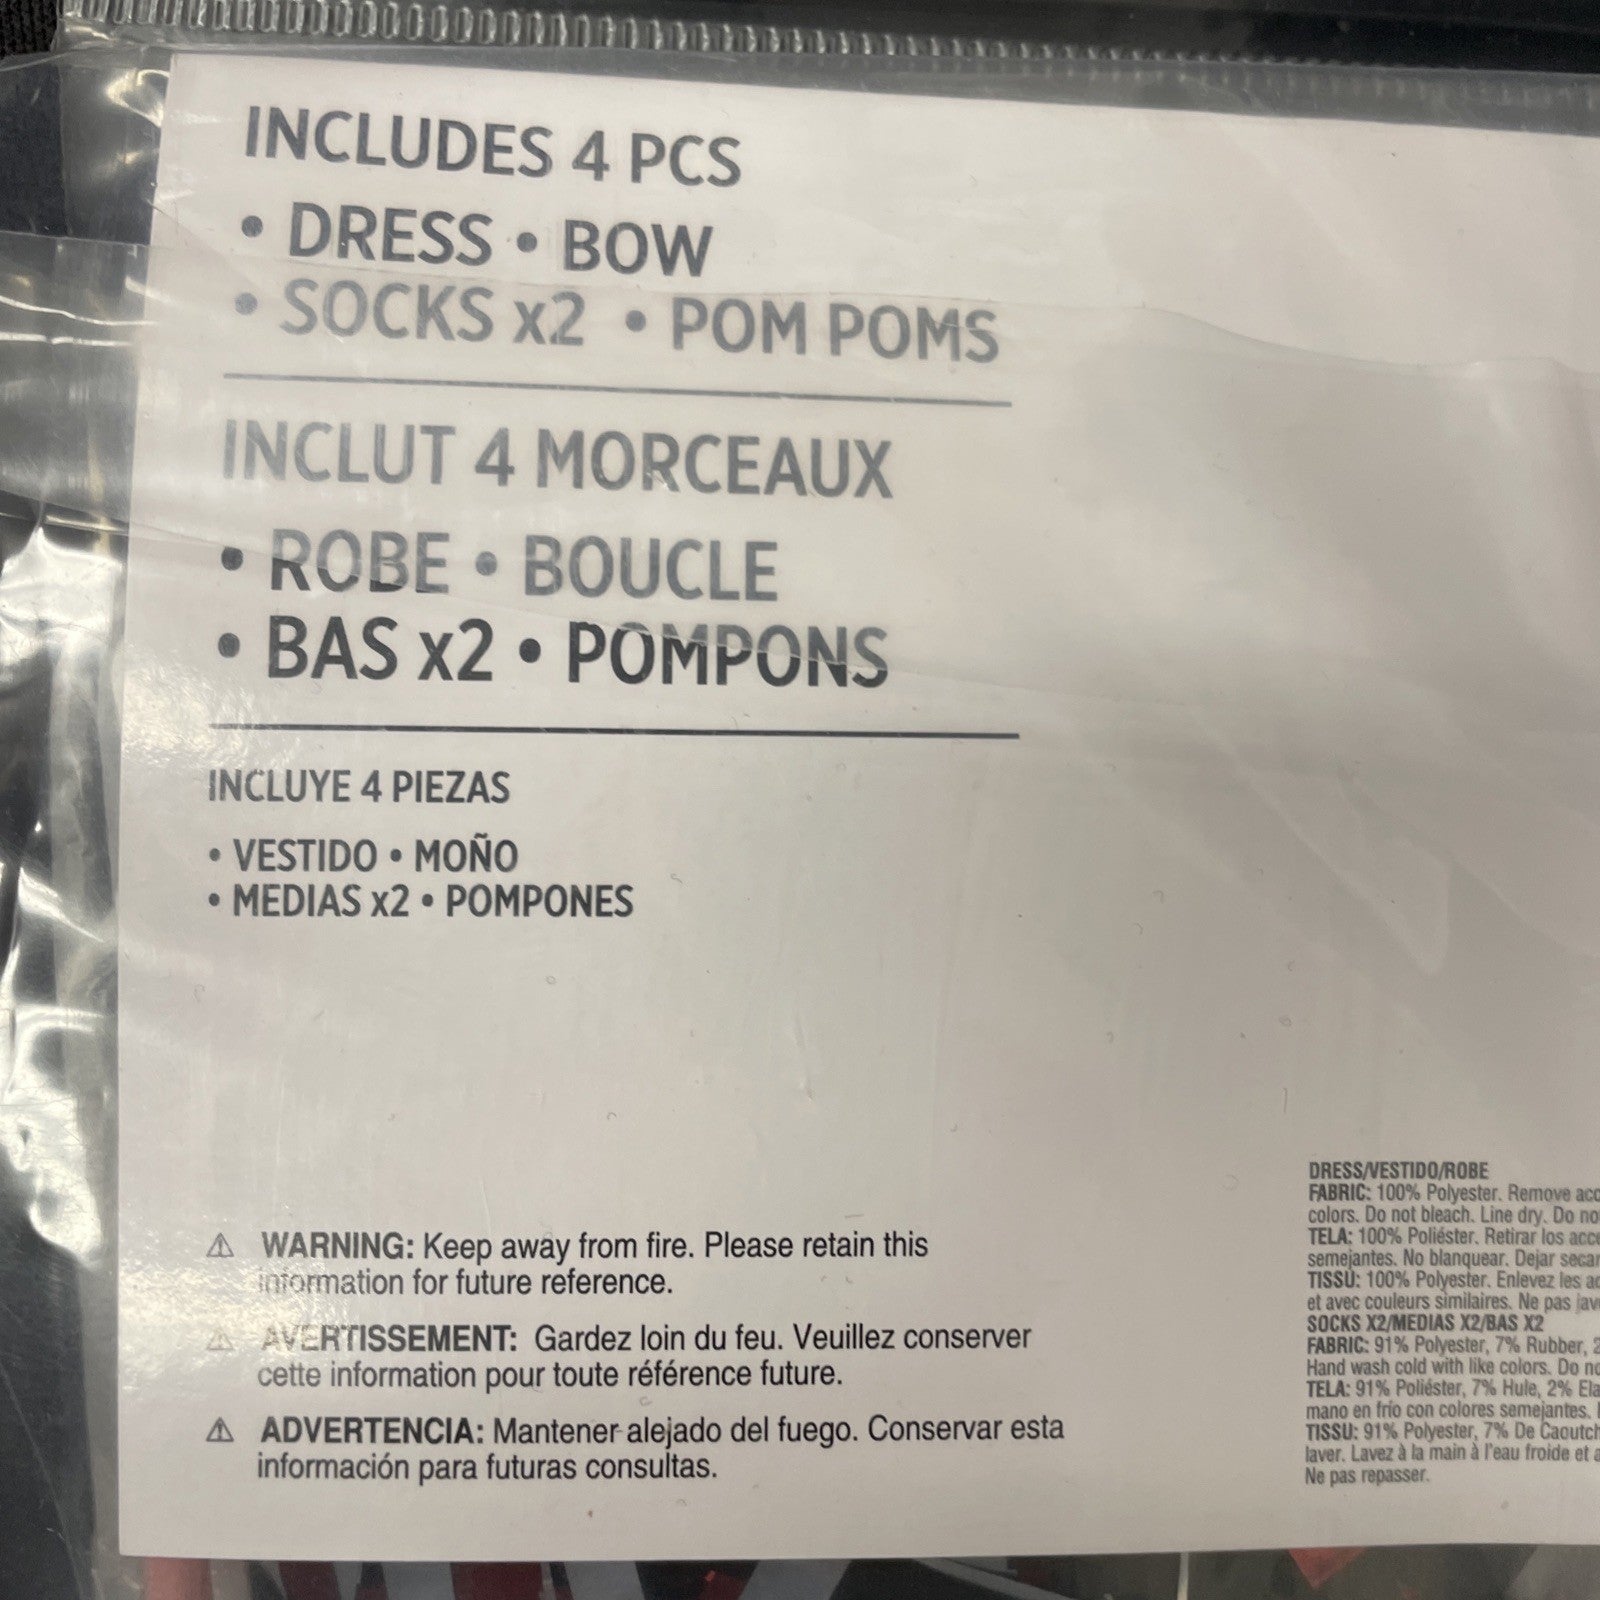 INCLUDES 4 PCS
• DRESS • BOW
• SOCKS x2 • POM POMS
INCLUT 4 MORCEAUX
• ROBE • BOUCLE
• BAS x2 • POMPONS
INCLUYE 4 PIEZAS
• VESTIDO • MOÑO
• MEDIAS x2 • POMPONES
⚠ WARNING: Keep away from fire. Please retain this
information for future reference.
⚠ AVERTISSEMENT: Gardez loin du feu. Veuillez conserver
cette information pour toute référence future.
⚠ ADVERTENCIA: Mantener alejado del fuego. Conservar esta
información para futuras consultas.
DRESS/VESTIDO/ROBE
FABRIC: 100% Polyester. Remove
colors. Do not bleach. Line dry. Do
TELA: 100% Poliéster. Retirar los
semejantes. No blanquear. Dejar
TISSU: 100% Polyester. Enlevez les
et avec couleurs similaires. Ne pas
SOCKS X2/MEDIAS X2/BAS X2
FABRIC: 91% Polyester, 7% Rubber,
Hand wash cold with like colors. Do
TELA: 91% Poliéster, 7% Hule, 2%
mano en frío con colores semejantes.
TISSU: 91% Polyester, 7% De
laver. Lavez à la main à l'eau froide et
Ne pas repasser.